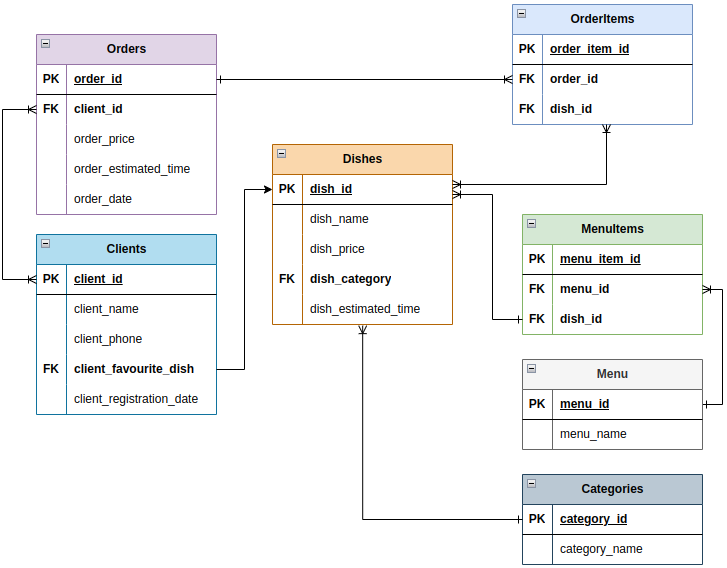 Orders
PK order_id
FK client_id
order_price
order_estimated_time
order_date
Clients
PK client_id
client_name
client_phone
FK client_favourite_dish
client_registration_date
Dishes
PK dish_id
dish_name
dish_price
FK dish_category
dish_estimated_time
OrderItems
PK order_item_id
FK order_id
FK dish_id
MenuItems
PK menu_item_id
FK menu_id
FK dish_id
Menu
PK menu_id
menu_name
Categories
PK category_id
category_name